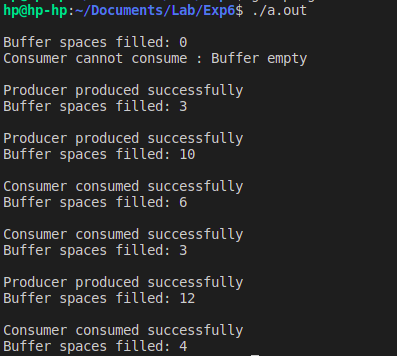 hp@hp-hp:~/Documents/Lab/Exp6$ ./a.out
Buffer spaces filled: 0
Consumer cannot consume : Buffer empty
Producer produced successfully
Buffer spaces filled: 3
Producer produced successfully
Buffer spaces filled: 10
Consumer consumed successfully
Buffer spaces filled: 6
Consumer consumed successfully
Buffer spaces filled: 3
Producer produced successfully
Buffer spaces filled: 12
Consumer consumed successfully
Buffer spaces filled: 4